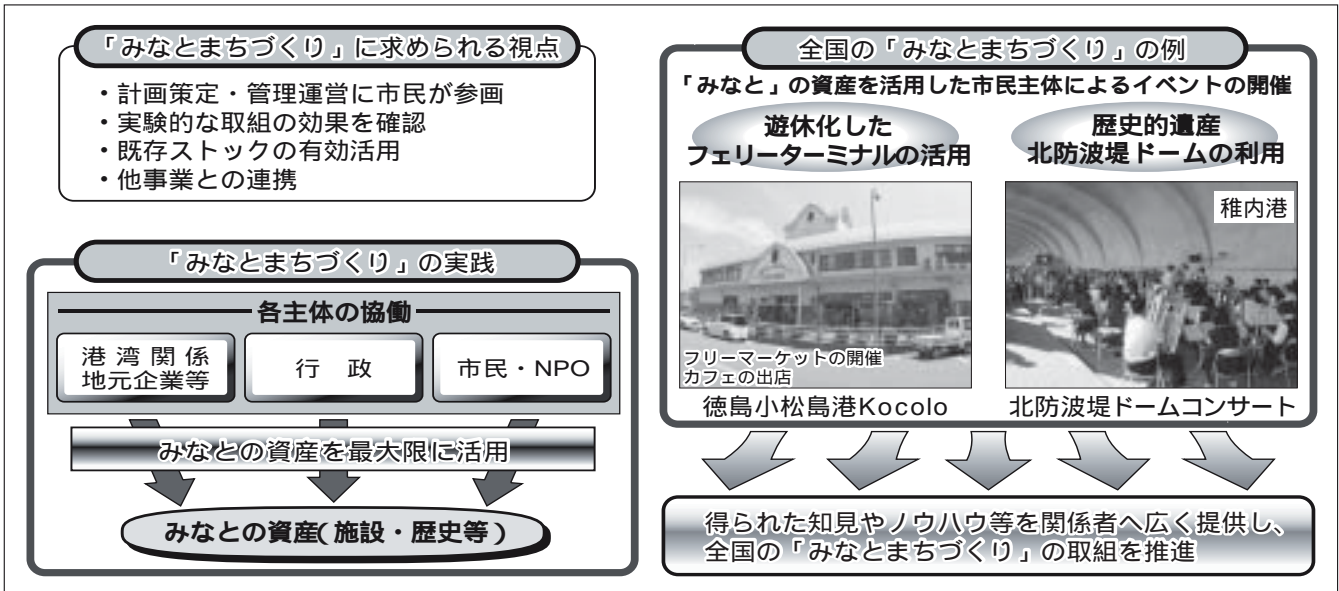 「みなとまちづくり」に求められる視点
・計画策定・管理運営に市民が参画
・実験的な取組の効果を確認
・既存ストックの有効活用
・他事業との連携
「みなとまちづくり」の実践
各主体の協働
港湾関係
地元企業等
行政
市民・NPO
みなとの資産を最大限に活用
みなとの資産(施設・歴史等)
全国の「みなとまちづくり」の例
「みなと」の資産を活用した市民主体によるイベントの開催
遊休化した
フェリーターミナルの活用
フリーマーケットの開催
カフェの出店
徳島小松島港Kocolo
歴史的遺産
北防波堤ドームの利用
稚内港
北防波堤ドームコンサート
得られた知見やノウハウ等を関係者へ広く提供し、
全国の「みなとまちづくり」の取組を推進